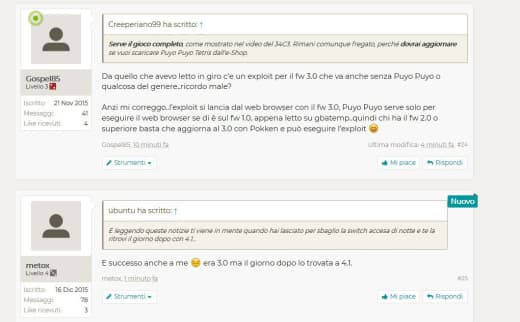 Creeperiano99 ha scritto: ↑
Serve il gioco completo, come mostrato nel video del 34C3. Rimani comunque fregato, perché dovrai aggiornare
se vuoi scaricare Puyo Puyo Tetris dall'e-Shop.
Gospel85
Livello 3
Iscritto: 21 Nov 2015
Messaggi: 41
Like ricevuti: 4
Da quello che avevo letto in giro c'e un exploit per il fw 3.0 che va anche senza Puyo Puyo o
qualcosa del genere..ricordo male?
Anzi mi correggo..l'exploit si lancia dal web browser con il fw 3.0, Puyo Puyo serve solo per
eseguire il web browser se di è sul fw 1.0, appena letto su gbatemp..quindi chi ha il fw 2.0 o
superiore basta che aggiorna al 3.0 con Pokken e può eseguire l'exploit
Gospel85, 10 minuti fa
Ultima modifica: 4 minuti fa #24
Strumenti
Mi piace
Rispondi
Nuovo
ubuntu ha scritto: ↑
E leggendo queste notizie ti viene in mente quando hai lasciato per sbaglio la switch accesa di notte e te la
ritrovi il giorno dopo con 4.1..
metox
Livello 4
Iscritto: 16 Dic 2015
Messaggi: 78
Like ricevuti: 3
E successo anche a me era 3.0 ma il giorno dopo lo trovata a 4.1.
metox, 1 minuto fa
#25
Strumenti
Mi piace
Rispondi